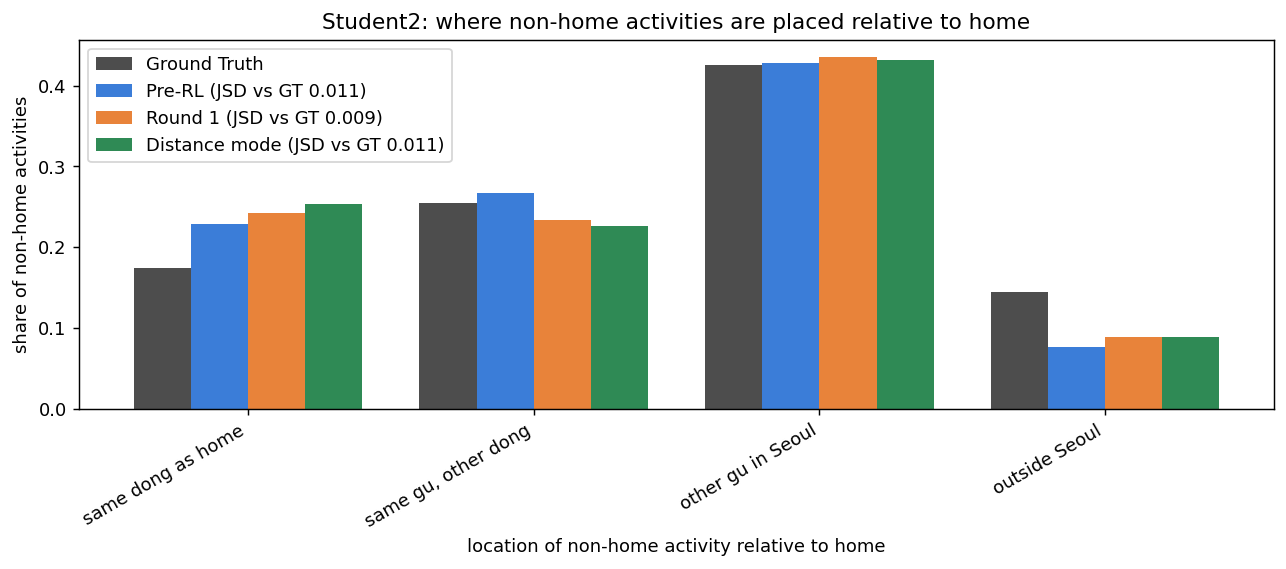 Student2: where non-home activities are placed relative to home
Ground Truth
Pre-RL (JSD vs GT 0.011)
Round 1 (JSD vs GT 0.009)
Distance mode (JSD vs GT 0.011)
share of non-home activities
0.4
0.3
0.2
0.1
0.0
same dong as home
same gu, other dong
other gu in Seoul
outside Seoul
location of non-home activity relative to home